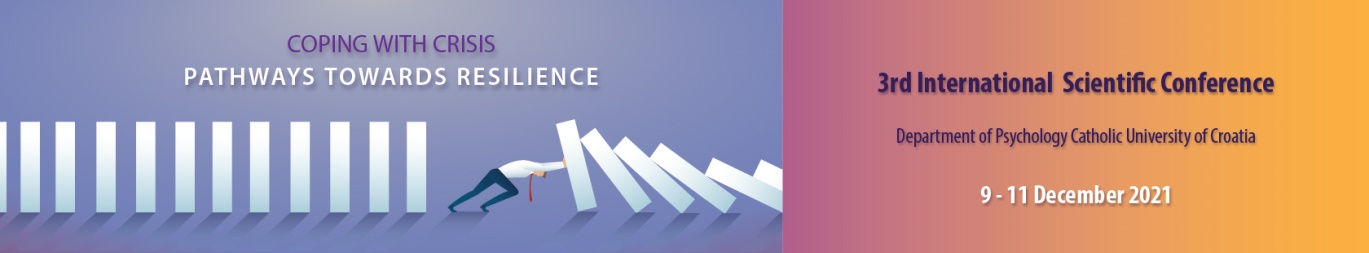 COPING WITH CRISIS
PATHWAYS TOWARDS RESILIENCE
3rd International Scientific Conference
Department of Psychology Catholic University of Croatia
9 - 11 December 2021